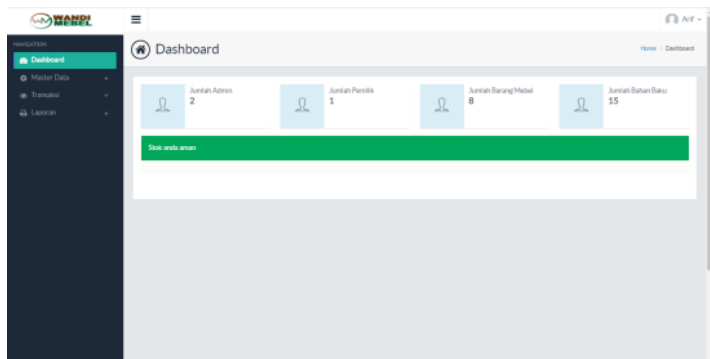 WANDI
MEBEL
Arif
NAVIGATION
Dashboard
Master Data +
Transaksi +
Laporan +
Dashboard
Home / Dashboard
Jumlah Admin
2
Jumlah Pemilik
1
Jumlah Barang Mebel
8
Jumlah Bahan Baku
15
Stok anda aman